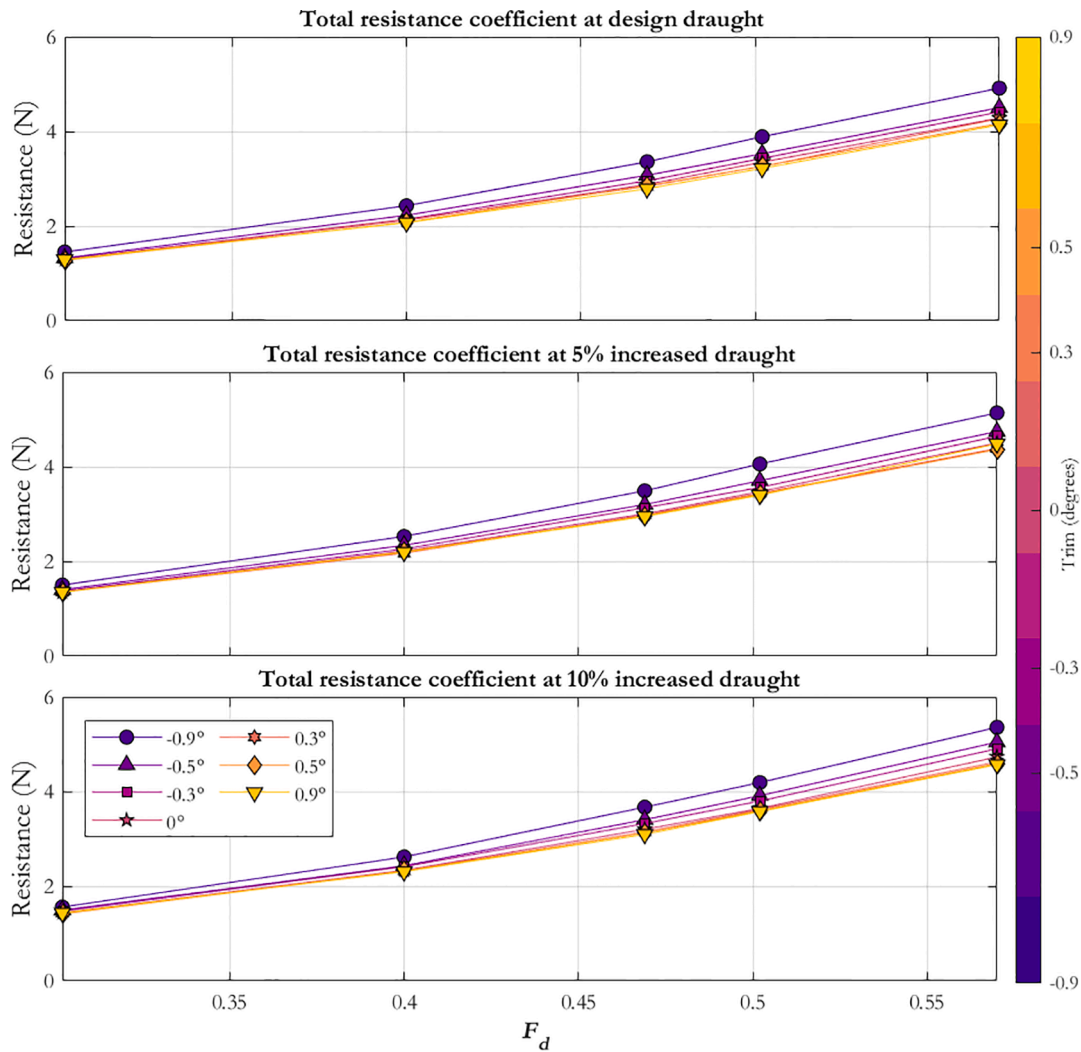 Total resistance coefficient at design draught
6
4
2
0
Resistance (N)
Total resistance coefficient at 5% increased draught
6
4
2
0
Resistance (N)
Total resistance coefficient at 10% increased draught
6
4
2
0
Resistance (N)
-0.9° 0.3°
-0.5° 0.5°
-0.3° 0.9°
0°
0.35 0.4 0.45 0.5 0.55
F_d
0.9
0.5
0.3
0
-0.3
-0.5
-0.9
Trim (degrees)